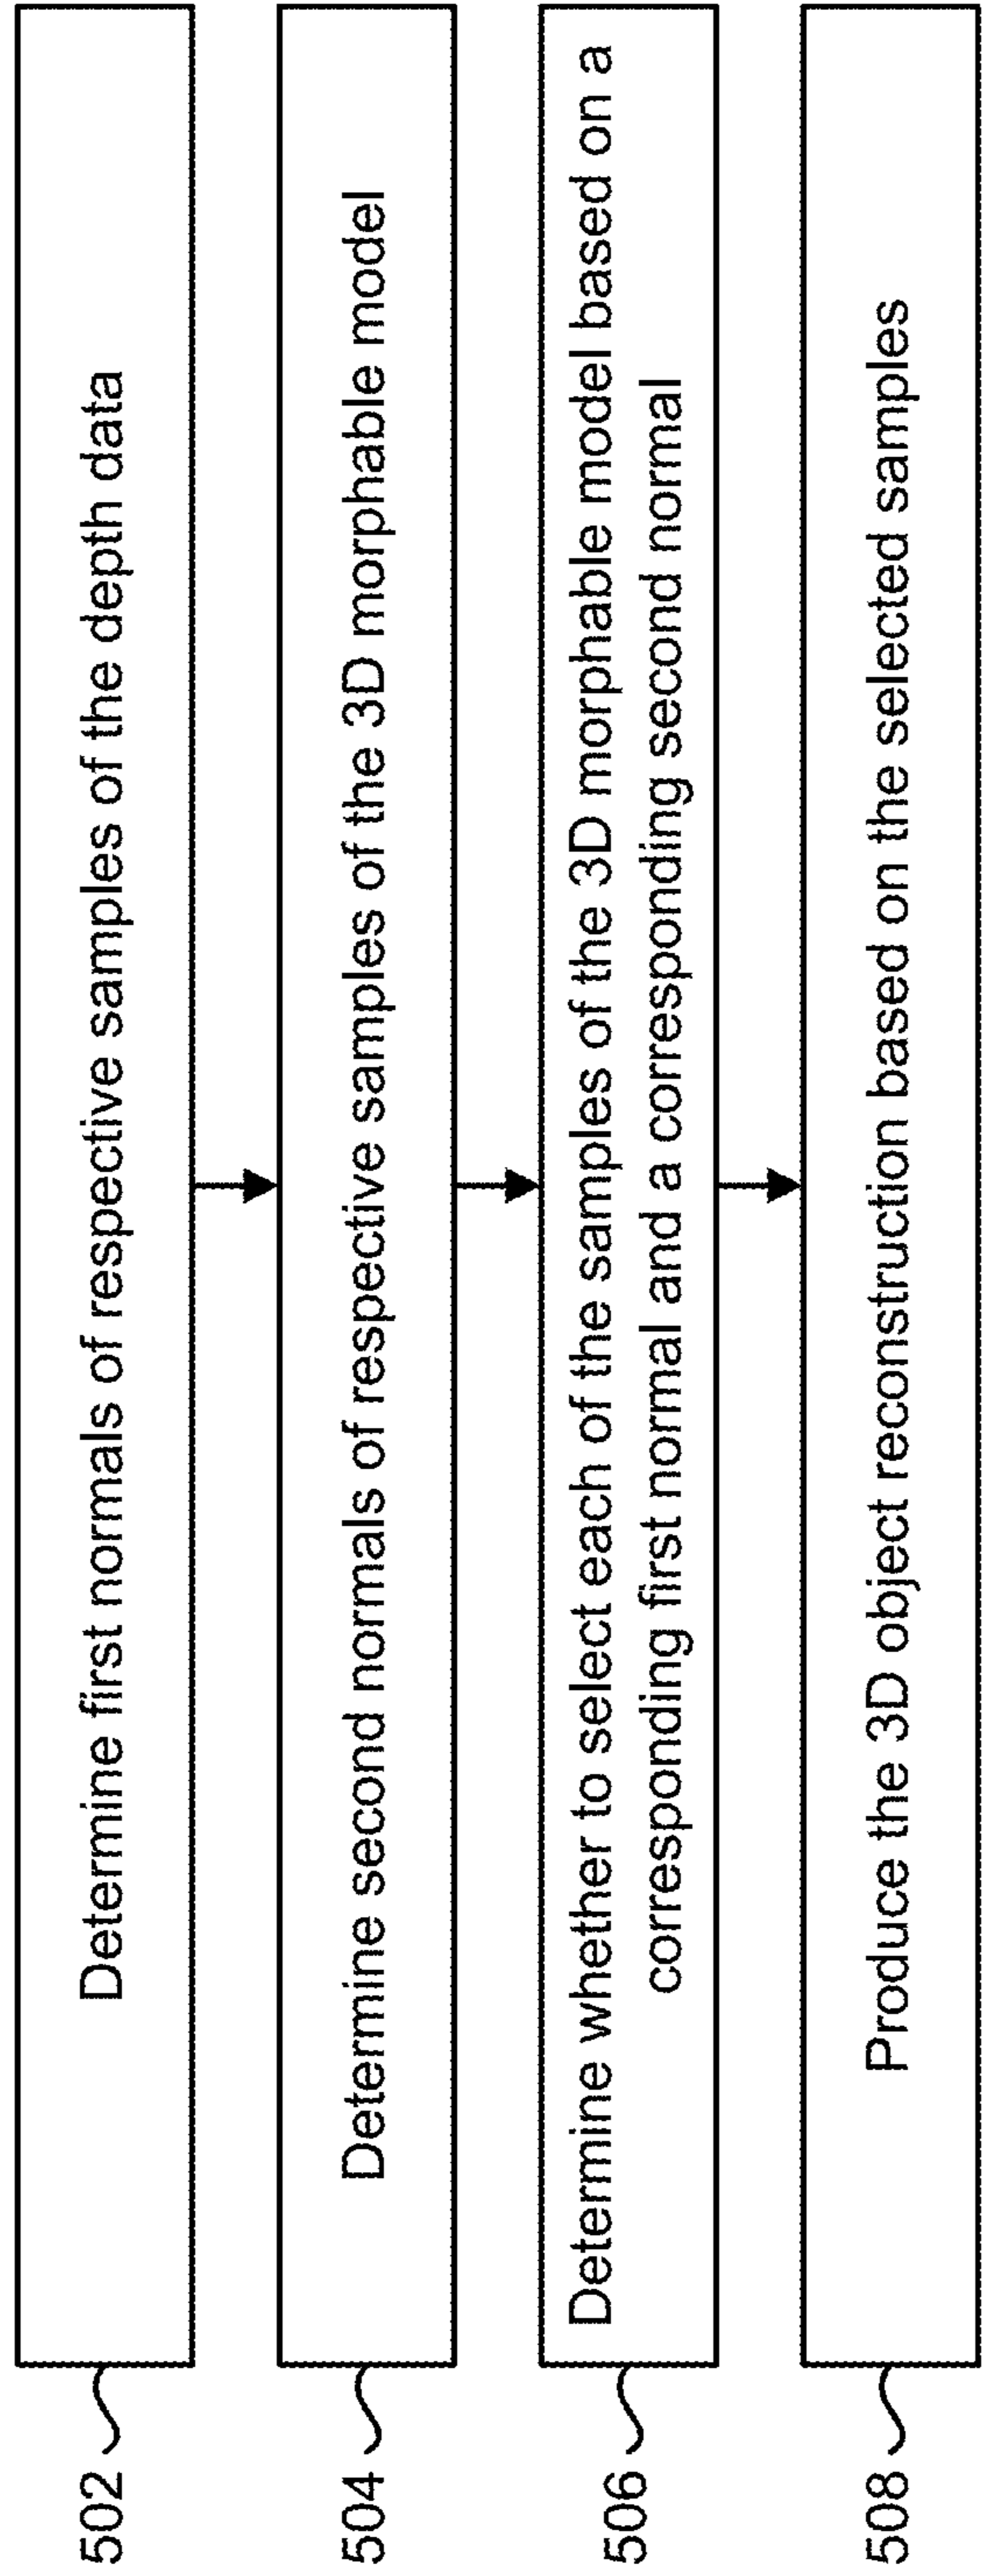 502
Determine first normals of respective samples of the depth data
504
Determine second normals of respective samples of the 3D morphable model
506
Determine whether to select each of the samples of the 3D morphable model based on a
corresponding first normal and a corresponding second normal
508
Produce the 3D object reconstruction based on the selected samples